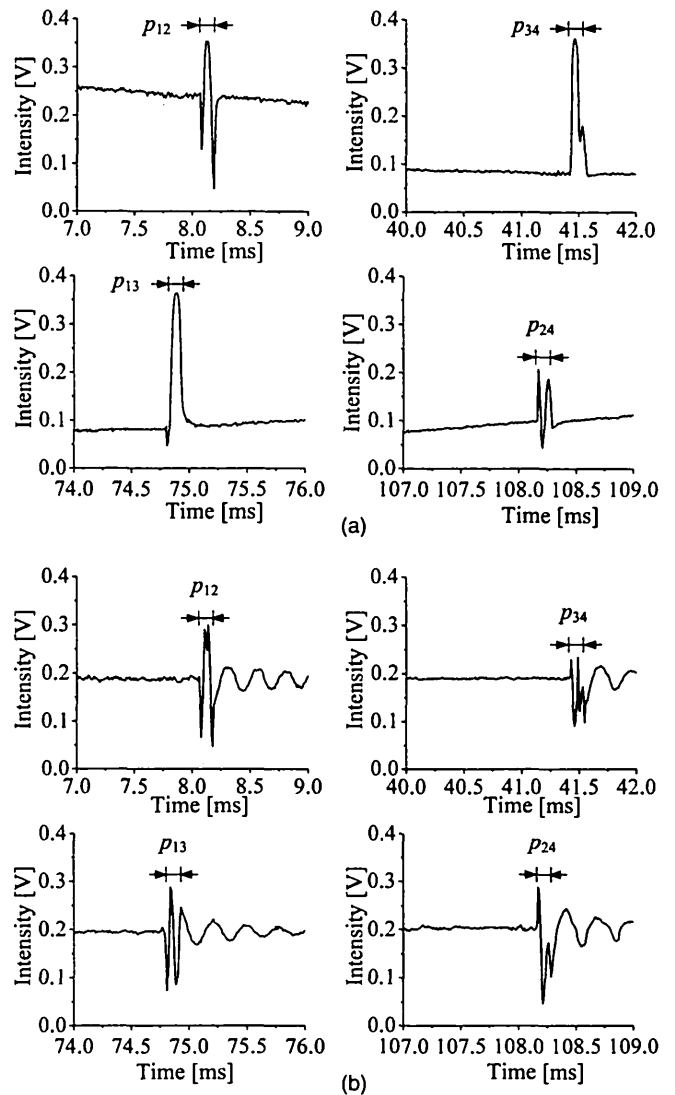 p12
Intensity [V]
0.4
0.3
0.2
0.1
0.0
7.0 7.5 8.0 8.5 9.0
Time [ms]
p34
Intensity [V]
0.4
0.3
0.2
0.1
0.0
40.0 40.5 41.0 41.5 42.0
Time [ms]
p13
Intensity [V]
0.4
0.3
0.2
0.1
0.0
74.0 74.5 75.0 75.5 76.0
Time [ms]
p24
Intensity [V]
0.4
0.3
0.2
0.1
0.0
107.0 107.5 108.0 108.5 109.0
Time [ms]
(a)
p12
Intensity [V]
0.4
0.3
0.2
0.1
0.0
7.0 7.5 8.0 8.5 9.0
Time [ms]
p34
Intensity [V]
0.4
0.3
0.2
0.1
0.0
40.0 40.5 41.0 41.5 42.0
Time [ms]
p13
Intensity [V]
0.4
0.3
0.2
0.1
0.0
74.0 74.5 75.0 75.5 76.0
Time [ms]
p24
Intensity [V]
0.4
0.3
0.2
0.1
0.0
107.0 107.5 108.0 108.5 109.0
Time [ms]
(b)